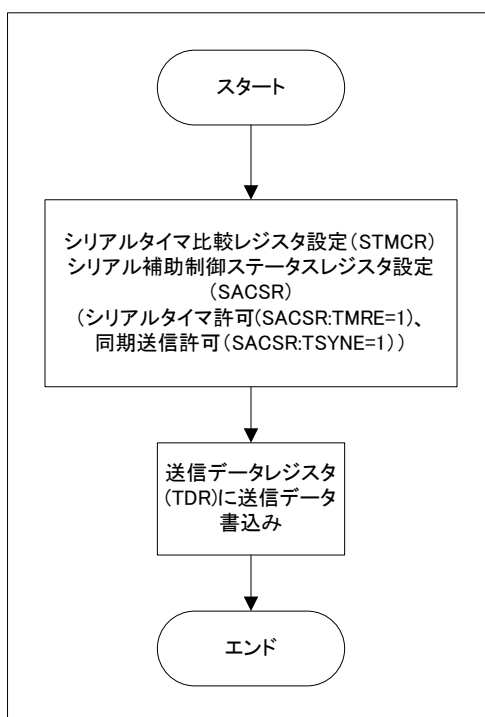 スタート
シリアルタイマ比較レジスタ設定(STMCR)
シリアル補助制御ステータスレジスタ設定
(SACSR)
(シリアルタイマ許可(SACSR:TMRE=1)、
同期送信許可(SACSR:TSYNE=1))
送信データレジスタ
(TDR)に送信データ
書込み
エンド